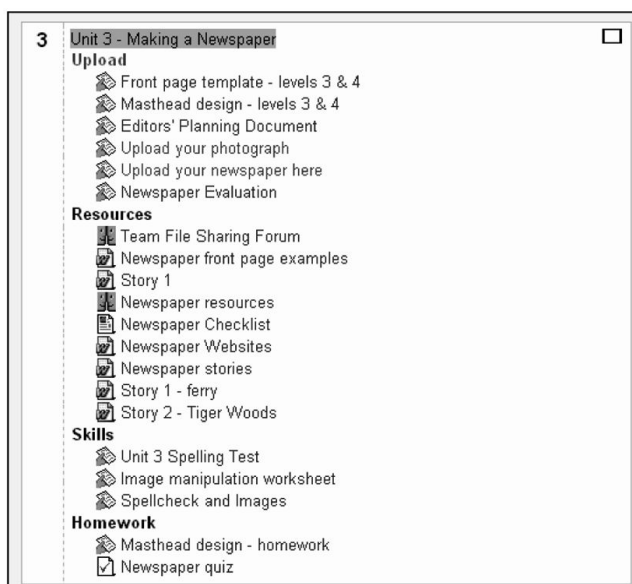 3 Unit 3 - Making a Newspaper
Upload
Front page template - levels 3 & 4
Masthead design - levels 3 & 4
Editors' Planning Document
Upload your photograph
Upload your newspaper here
Newspaper Evaluation
Resources
Team File Sharing Forum
Newspaper front page examples
Story 1
Newspaper resources
Newspaper Checklist
Newspaper Websites
Newspaper stories
Story 1 - ferry
Story 2 - Tiger Woods
Skills
Unit 3 Spelling Test
Image manipulation worksheet
Spellcheck and Images
Homework
Masthead design - homework
Newspaper quiz